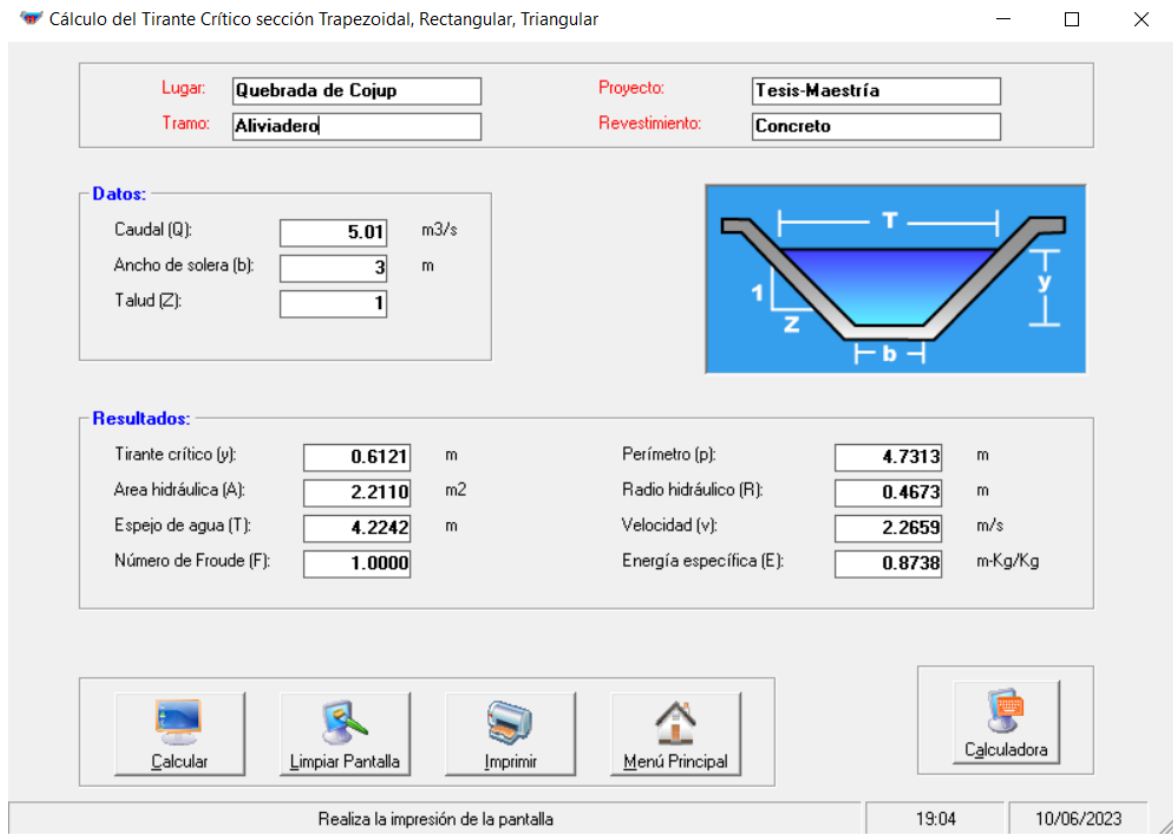 Cálculo del Tirante Crítico sección Trapezoidal, Rectangular, Triangular
Lugar: Quebrada de Cojup Proyecto: Tesis-Maestría
Tramo: Aliviadero Revestimiento: Concreto
Datos:
Caudal (Q): 5.01 m3/s
Ancho de solera (b): 3 m
Talud (Z): 1
T
y
1
z
b
Resultados:
Tirante crítico (y): 0.6121 m Perímetro (p): 4.7313 m
Area hidráulica (A): 2.2110 m2 Radio hidráulico (R): 0.4673 m
Espejo de agua (T): 4.2242 m Velocidad (v): 2.2659 m/s
Número de Froude (F): 1.0000 Energía específica (E): 0.8738 m-Kg/Kg
Calcular Limpiar Pantalla Imprimir Menú Principal Calculadora
Realiza la impresión de la pantalla 19:04 10/06/2023